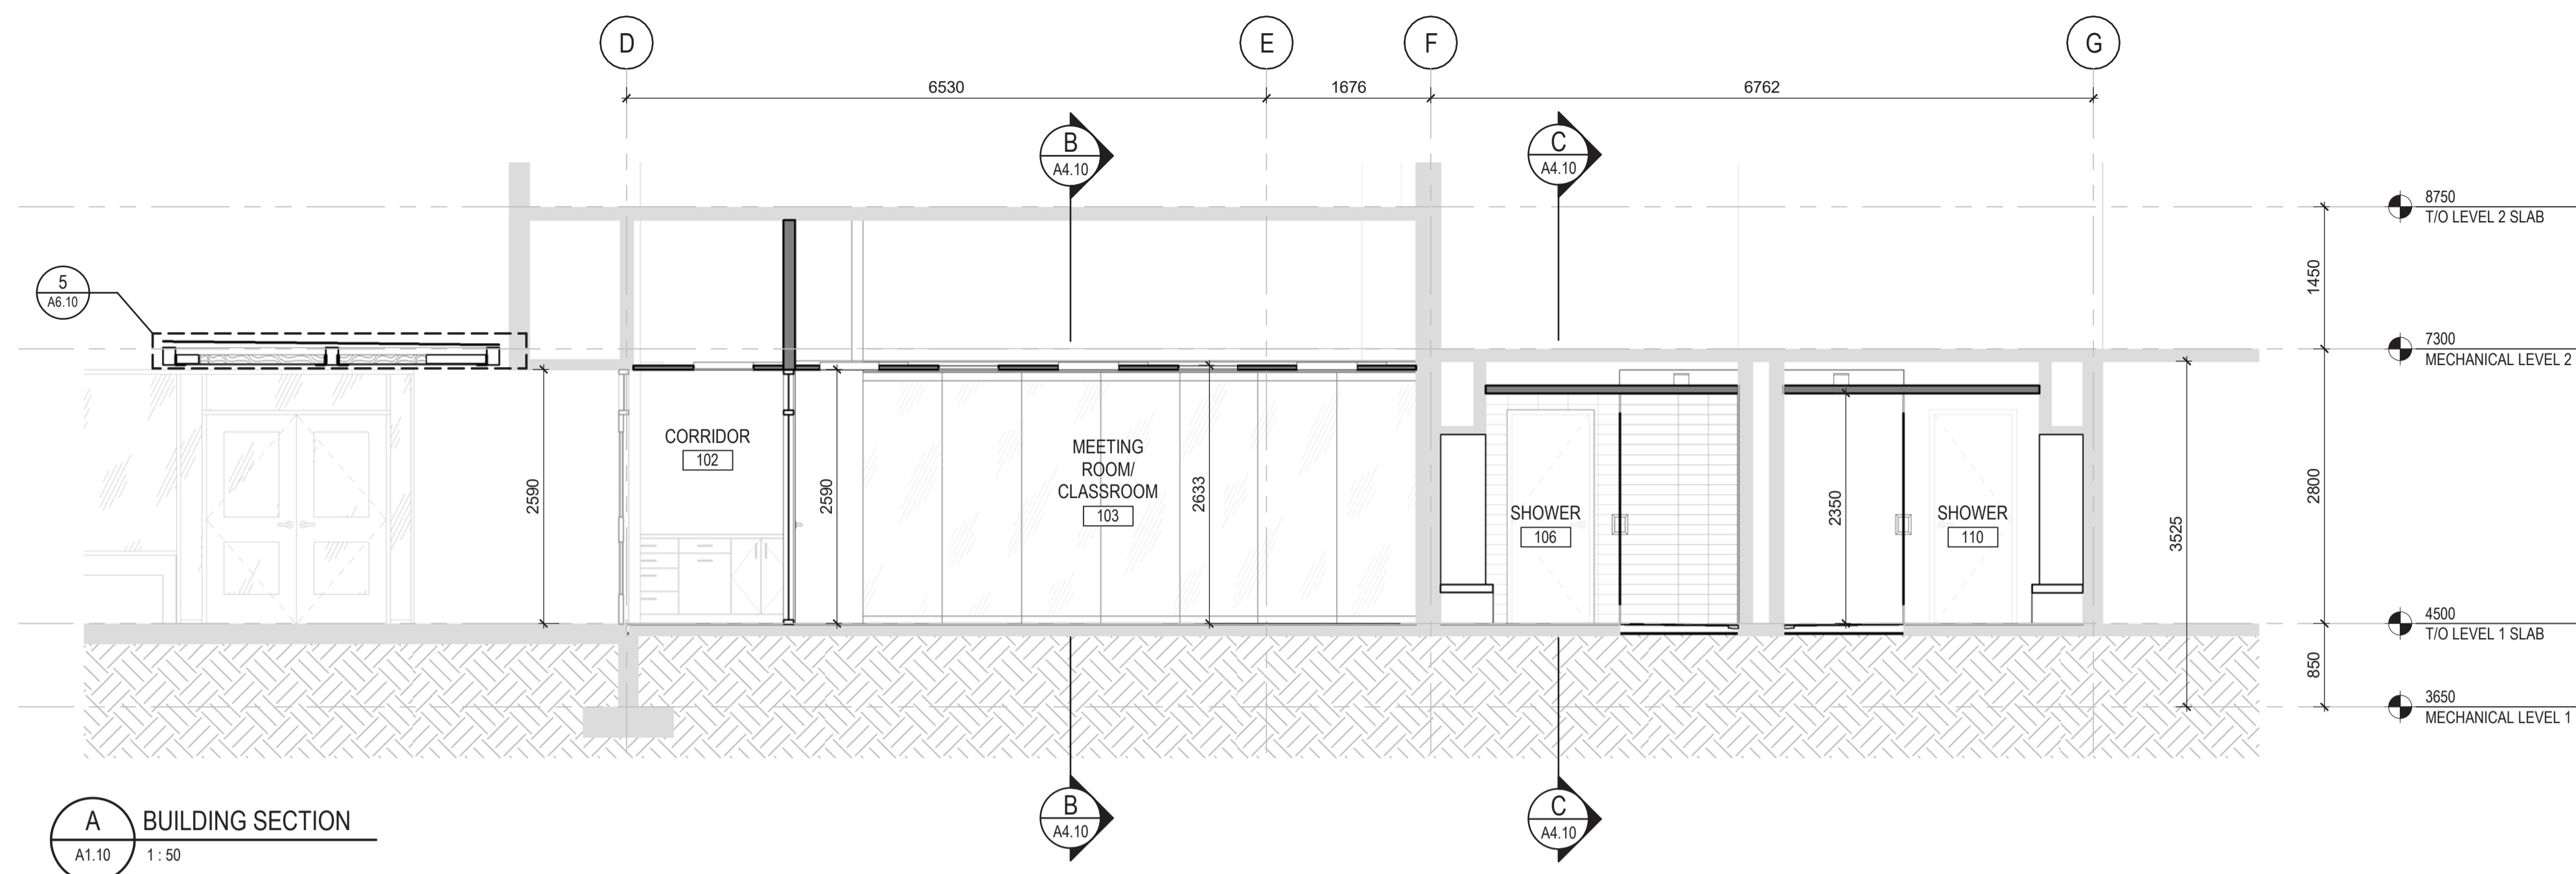 D
E
F
G
6530
1676
6762
B
A4.10
C
A4.10
8750
T/O LEVEL 2 SLAB
1450
5
A6.10
7300
MECHANICAL LEVEL 2
CORRIDOR
102
MEETING
ROOM/
CLASSROOM
103
2590
2590
2633
SHOWER
106
2350
SHOWER
110
2800
3525
4500
T/O LEVEL 1 SLAB
850
3650
MECHANICAL LEVEL 1
B
A4.10
C
A4.10
A
A1.10
BUILDING SECTION
1 : 50